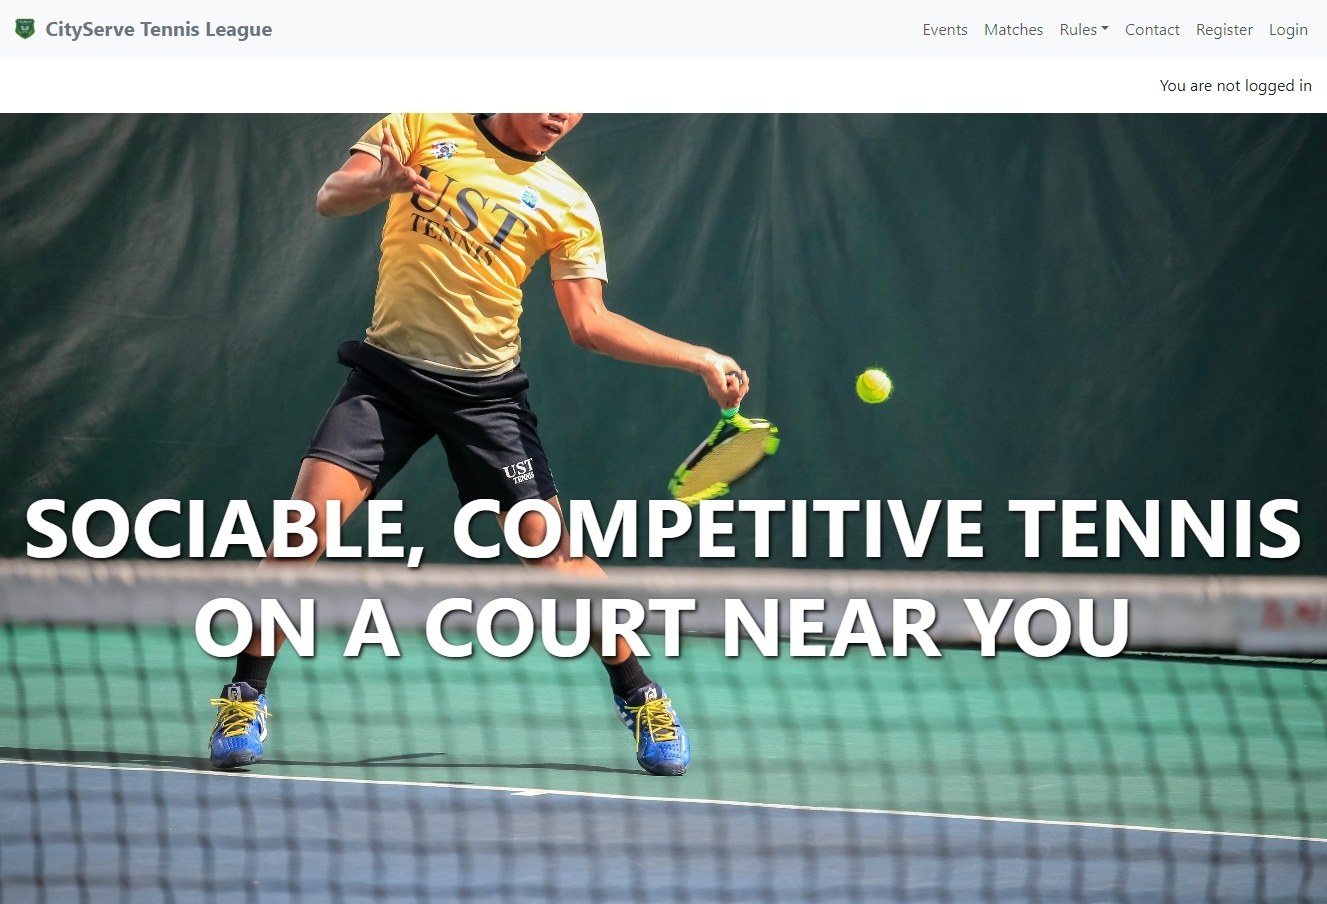 CityServe Tennis League
Events Matches Rules Contact Register Login
You are not logged in
UST
TENNIS
UST
TENNIS
SOCIABLE, COMPETITIVE TENNIS
ON A COURT NEAR YOU